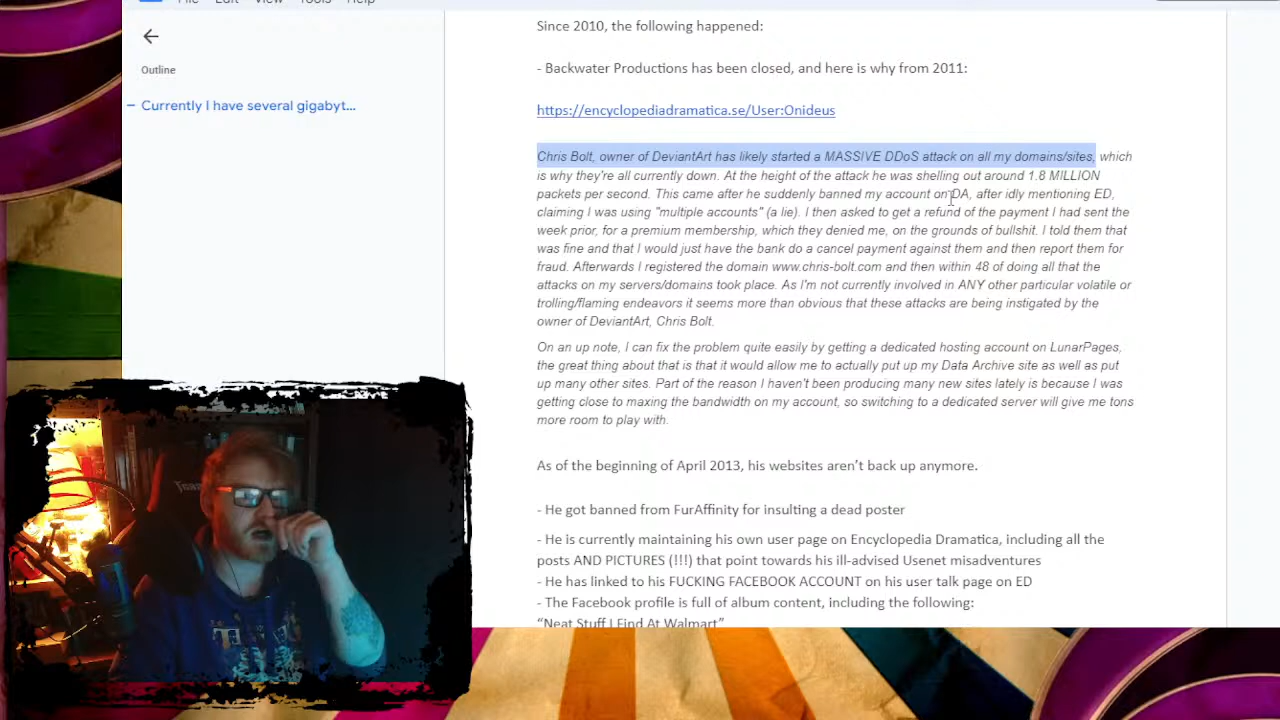 File Edit View Tools Help
Since 2010, the following happened:
Outline
- Backwater Productions has been closed, and here is why from 2011:
Currently I have several gigabyt...
https://encyclopediadramatica.se/User:Onideus
Chris Bolt, owner of DeviantArt has likely started a MASSIVE DDoS attack on all my domains/sites, which
is why they're all currently down. At the height of the attack he was shelling out around 1.8 MILLION
packets per second. This came after he suddenly banned my account on DA, after idly mentioning ED,
claiming I was using "multiple accounts" (a lie). I then asked to get a refund of the payment I had sent the
week prior, for a premium membership, which they denied me, on the grounds of bullshit. I told them that
was fine and that I would just have the bank do a cancel payment against them and then report them for
fraud. Afterwards I registered the domain www.chris-bolt.com and then within 48 of doing all that the
attacks on my servers/domains took place. As I'm not currently involved in ANY other particular volatile or
trolling/flaming endeavors it seems more than obvious that these attacks are being instigated by the
owner of DeviantArt, Chris Bolt.
On an up note, I can fix the problem quite easily by getting a dedicated hosting account on LunarPages,
the great thing about that is that it would allow me to actually put up my Data Archive site as well as put
up many other sites. Part of the reason I haven't been producing many new sites lately is because I was
getting close to maxing the bandwidth on my account, so switching to a dedicated server will give me tons
more room to play with.
As of the beginning of April 2013, his websites aren’t back up anymore.
- He got banned from FurAffinity for insulting a dead poster
- He is currently maintaining his own user page on Encyclopedia Dramatica, including all the
posts AND PICTURES (!!!) that point towards his ill-advised Usenet misadventures
- He has linked to his FUCKING FACEBOOK ACCOUNT on his user talk page on ED
- The Facebook profile is full of album content, including the following:
“Neat Stuff I Find At Walmart”